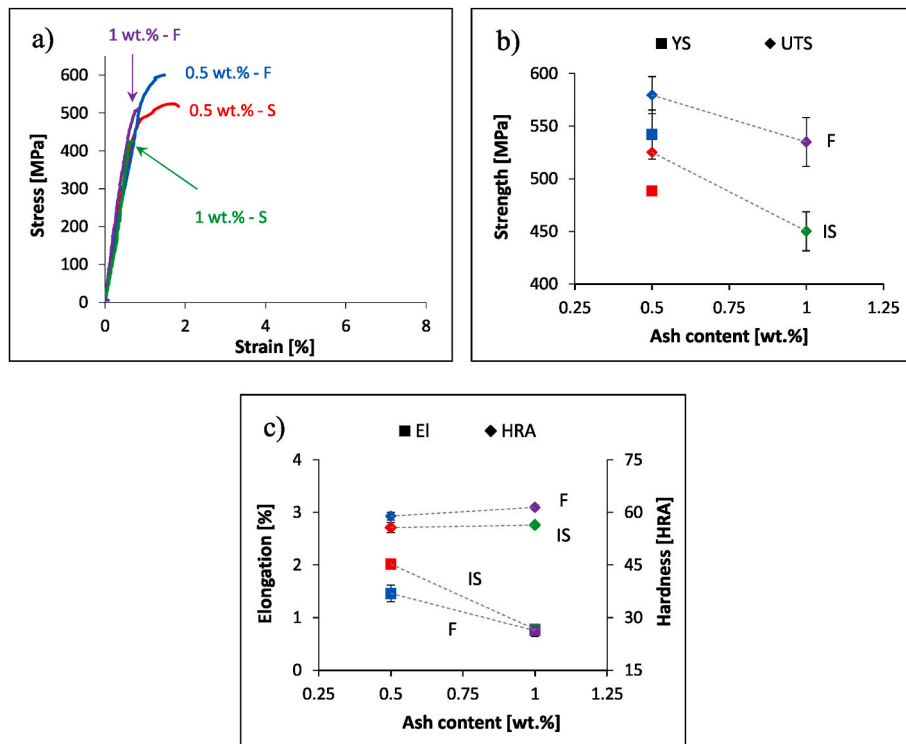 a)
1 wt.% - F
0.5 wt.% - F
0.5 wt.% - S
1 wt.% - S
600
500
400
300
200
100
0
Stress [MPa]
0 2 4 6 8
Strain [%]
b)
YS UTS
600
550
500
450
400
Strength [MPa]
F
IS
0.25 0.5 0.75 1 1.25
Ash content [wt.%]
c)
El HRA
4
3
2
1
0
Elongation [%]
F
IS
IS
F
75
60
45
30
15
Hardness [HRA]
0.25 0.5 0.75 1 1.25
Ash content [wt.%]